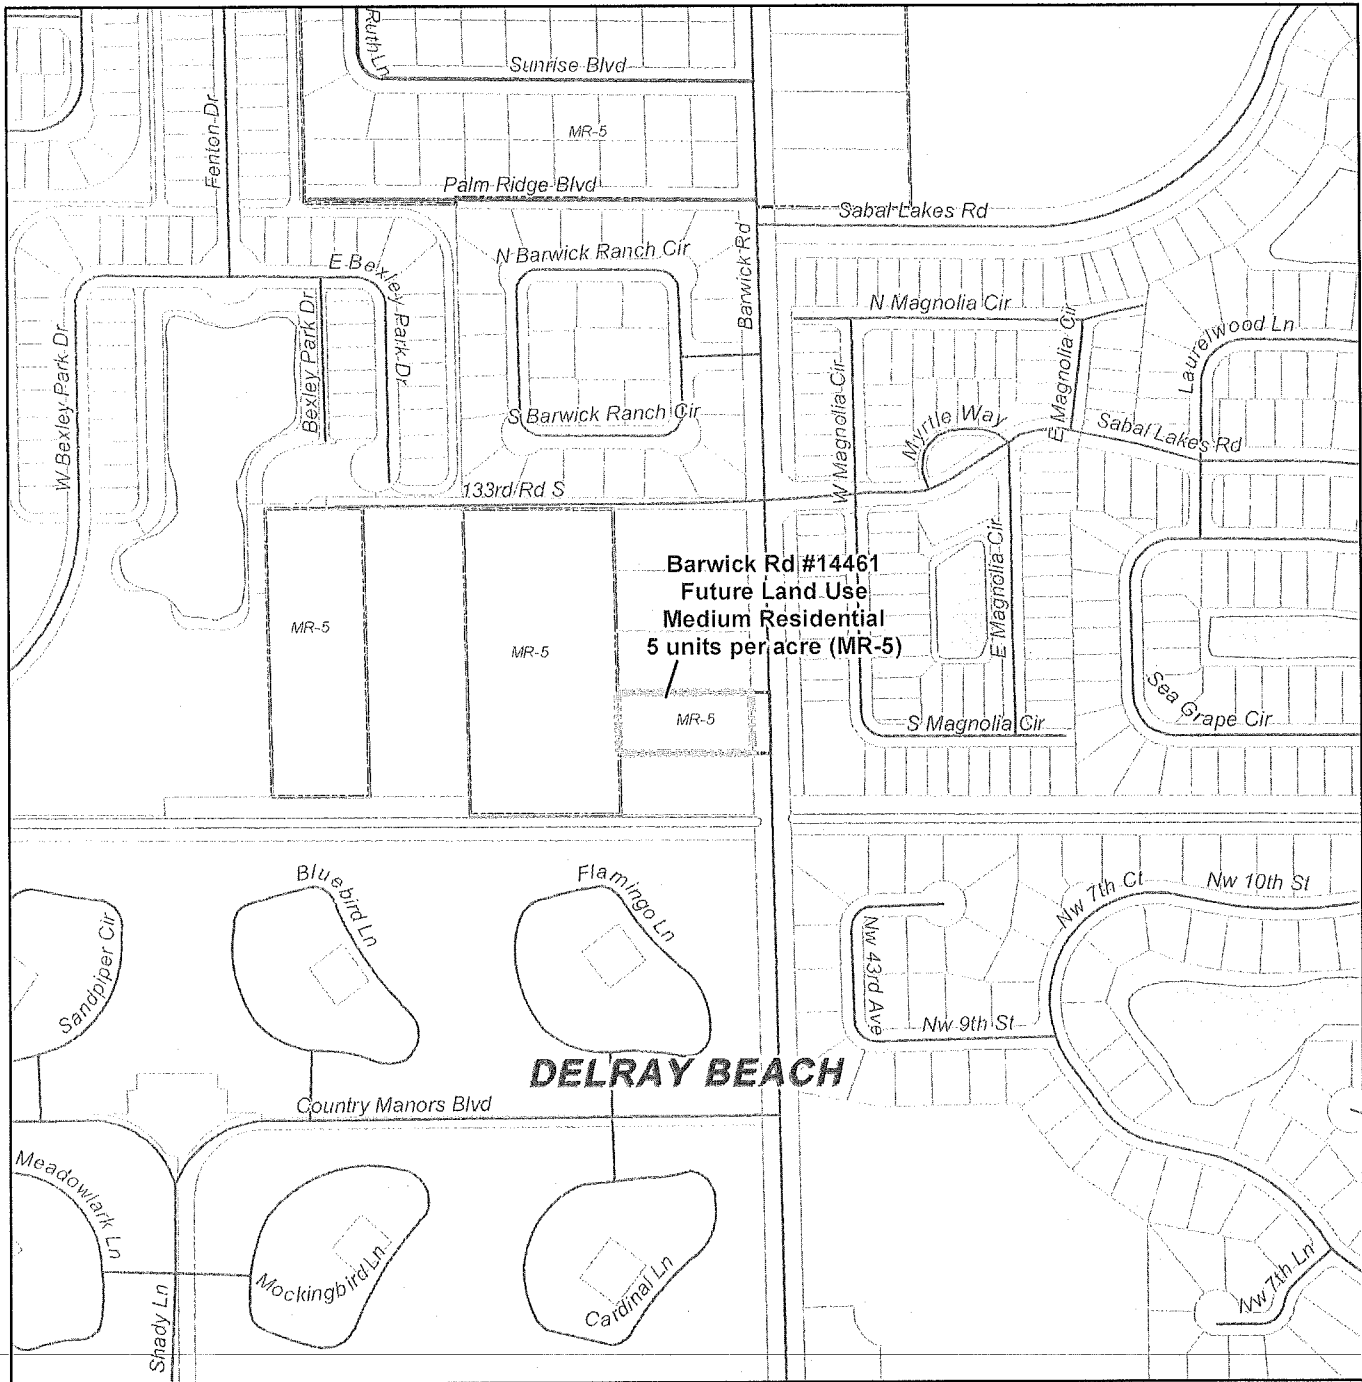 Ruth Ln
Sunrise Blvd
Fenton Dr
MR-5
Palm Ridge Blvd
Sabal Lakes Rd
N Barwick Ranch Cir
Barwick Rd
E Bexley Park Dr
N Magnolia Cir
Laurelwood Ln
W Bexley Park Dr
Bexley Park Dr
W Magnolia Cir
E Magnolia Cir
S Barwick Ranch Cir
Myrtle Way
Sabal Lakes Rd
133rd Rd S
Barwick Rd #14461
Future Land Use
Medium Residential
5 units per acre (MR-5)
E Magnolia Cir
MR-5
MR-5
MR-5
S Magnolia Cir
Sea Grape Cir
Bluebird Ln
Flamingo Ln
Nw 7th Ct
Nw 10th St
Sandpiper Cir
Nw 43rd Ave
Nw 9th St
DELRAY BEACH
Country Manors Blvd
Meadowlark Ln
Mockingbird Ln
Cardinal Ln
Nw 7th Ln
Shady Ln